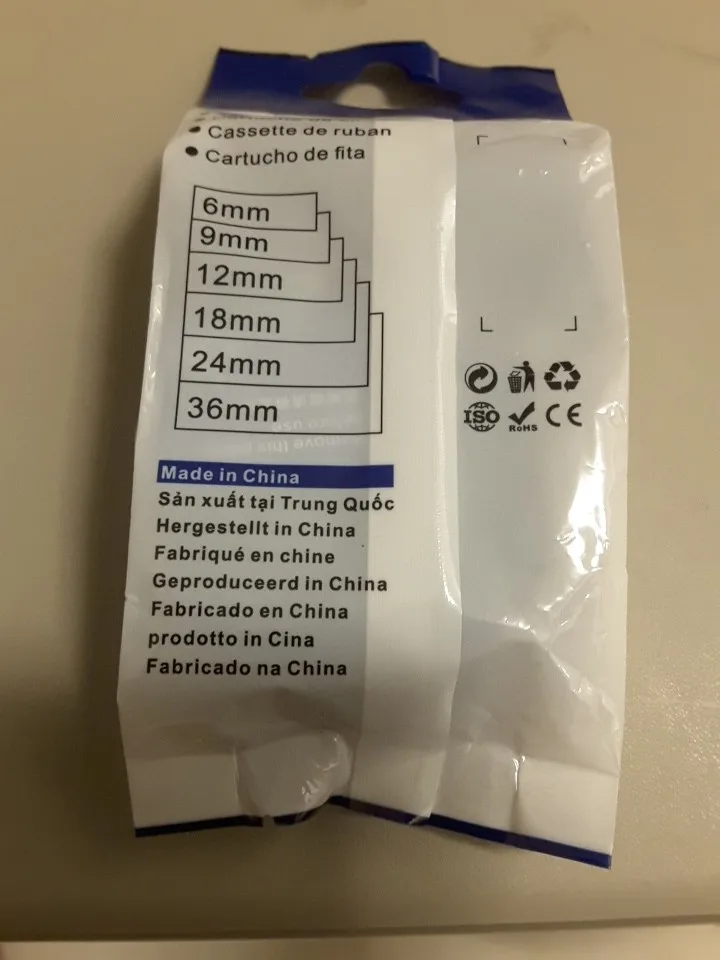 • Cassette de ruban
• Cartucho de fita
6mm
9mm
12mm
18mm
24mm
36mm
Made in China
Sản xuất tại Trung Quốc
Hergestellt in China
Fabriqué en chine
Geproduceerd in China
Fabricado en China
prodotto in Cina
Fabricado na China
ISO
RoHS
CE